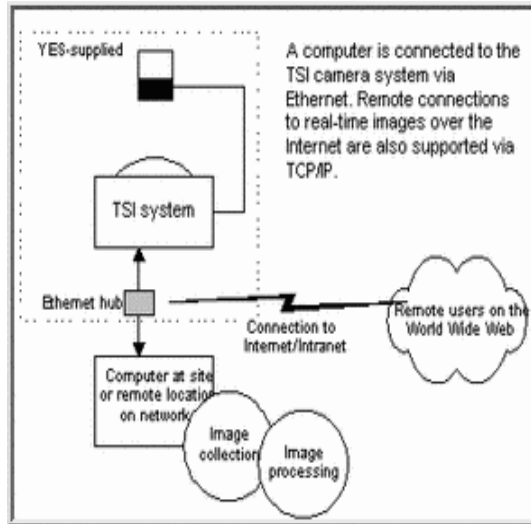 YES-supplied
A computer is connected to the
TSI camera system via
Ethernet. Remote connections
to real-time images over the
Internet are also supported via
TCP/IP.
TSI system
Ethernet hub
Connection to
Internet/Intranet
Remote users on the
World Wide Web
Computer at site
or remote location
on network
Image
collection
Image
processing